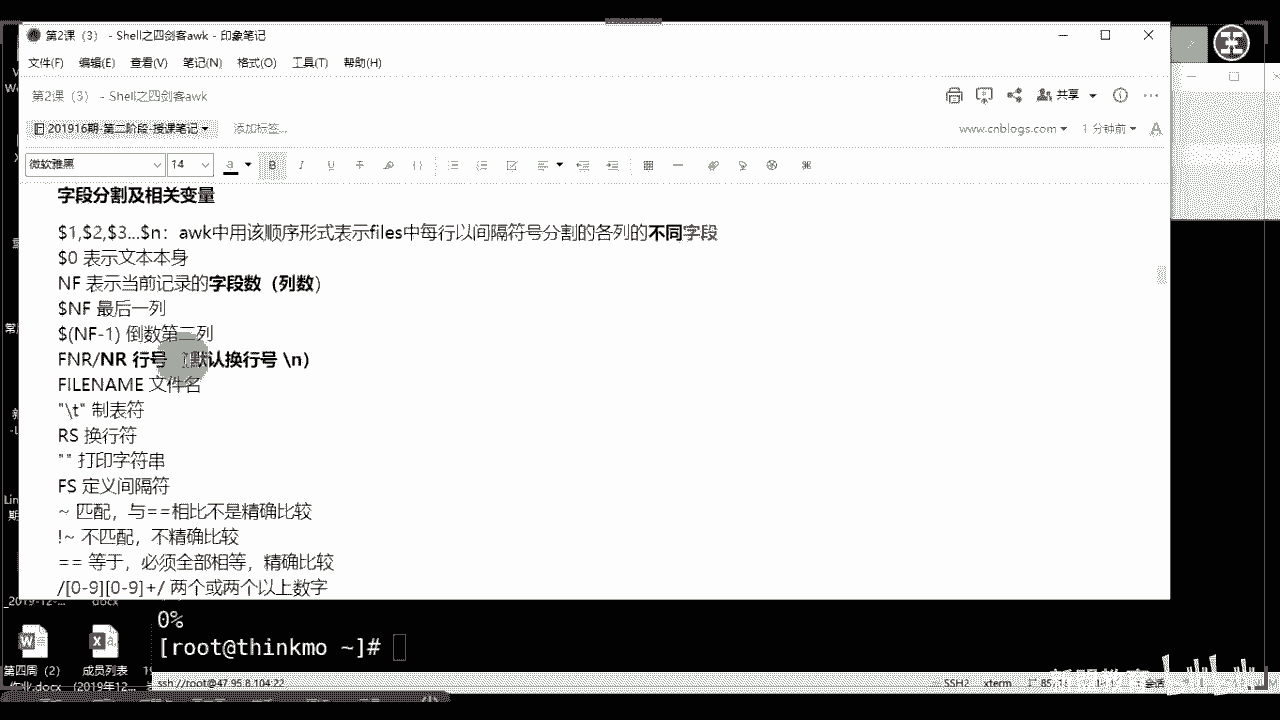 第2课（3） - Shell之四剑客awk - 印象笔记
文件(F) 编辑(E) 查看(V) 笔记(N) 格式(O) 工具(T) 帮助(H)
第2课（3） - Shell之四剑客awk
共享
201916期-第二阶段-授课笔记
添加标签...
www.cnblogs.com
1 分钟前
微软雅黑
14
字段分割及相关变量
$1,$2,$3...$n：awk中用该顺序形式表示files中每行以间隔符号分割的各列的不同字段
$0 表示文本本身
NF 表示当前记录的字段数（列数）
$NF 最后一列
$(NF-1) 倒数第二列
FNR/NR 行号 （默认换行号 \n）
FILENAME 文件名
"\t" 制表符
RS 换行符
"" 打印字符串
FS 定义间隔符
~ 匹配，与==相比不是精确比较
!~ 不匹配，不精确比较
== 等于，必须全部相等，精确比较
/[0-9][0-9]+/ 两个或两个以上数字
0%
[root@thinkmo ~]#
第四周（2）
作业.docx
成员列表
(2019年12...
ssh://root@47.95.8.104:22
SSH2
xterm